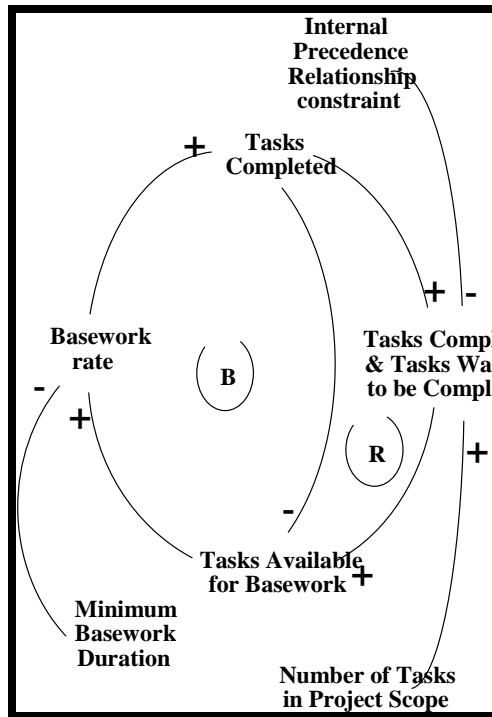 Internal
Precedence
Relationship
constraint
+
Tasks
Completed
+ -
Basework
rate
Tasks Compl
& Tasks Wa
to be Compl
B
-
+
+
R
-
Tasks Available
for Basework +
Minimum
Basework
Duration
Number of Tasks
in Project Scope